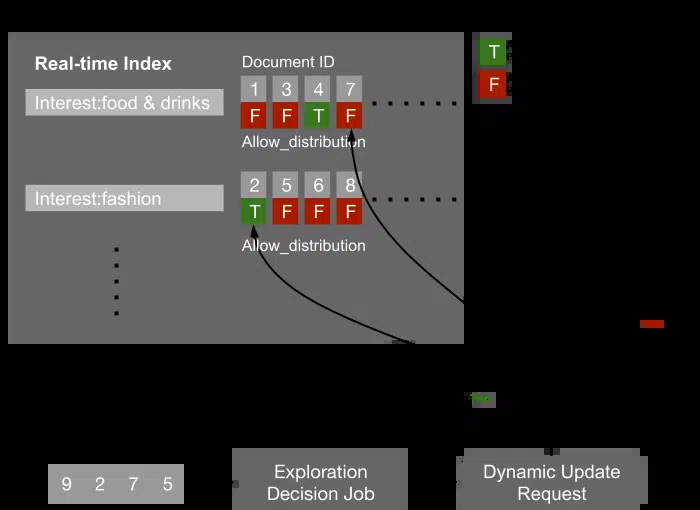 Real-time Index
Document ID
Interest:food & drinks
1 3 4 7
F F T F
Allow_distribution
Interest:fashion
2 5 6 8
T F F F
Allow_distribution
T
F
9 2 7 5
Exploration
Decision Job
Dynamic Update
Request